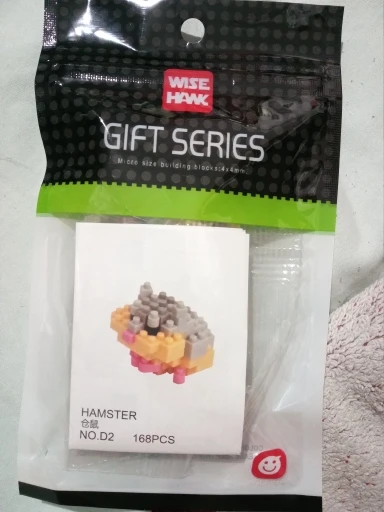 WISE
HAWK
GIFT SERIES
Micro size building blocks:4x4mm
HAMSTER
仓鼠
NO.D2 168PCS